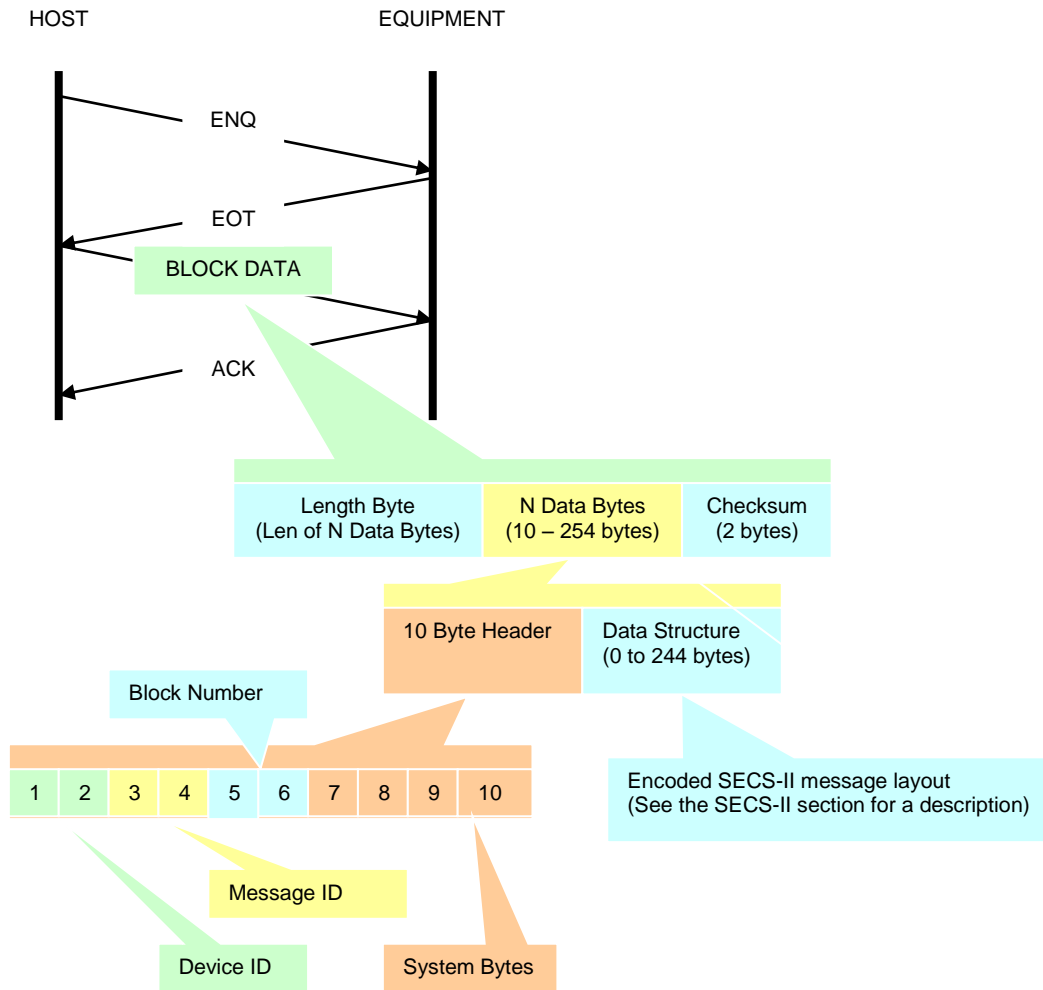 HOST
EQUIPMENT
ENQ
EOT
BLOCK DATA
ACK
Length Byte
(Len of N Data Bytes)
N Data Bytes
(10 – 254 bytes)
Checksum
(2 bytes)
10 Byte Header
Data Structure
(0 to 244 bytes)
Block Number
1 2 3 4 5 6 7 8 9 10
Encoded SECS-II message layout
(See the SECS-II section for a description)
Message ID
Device ID
System Bytes